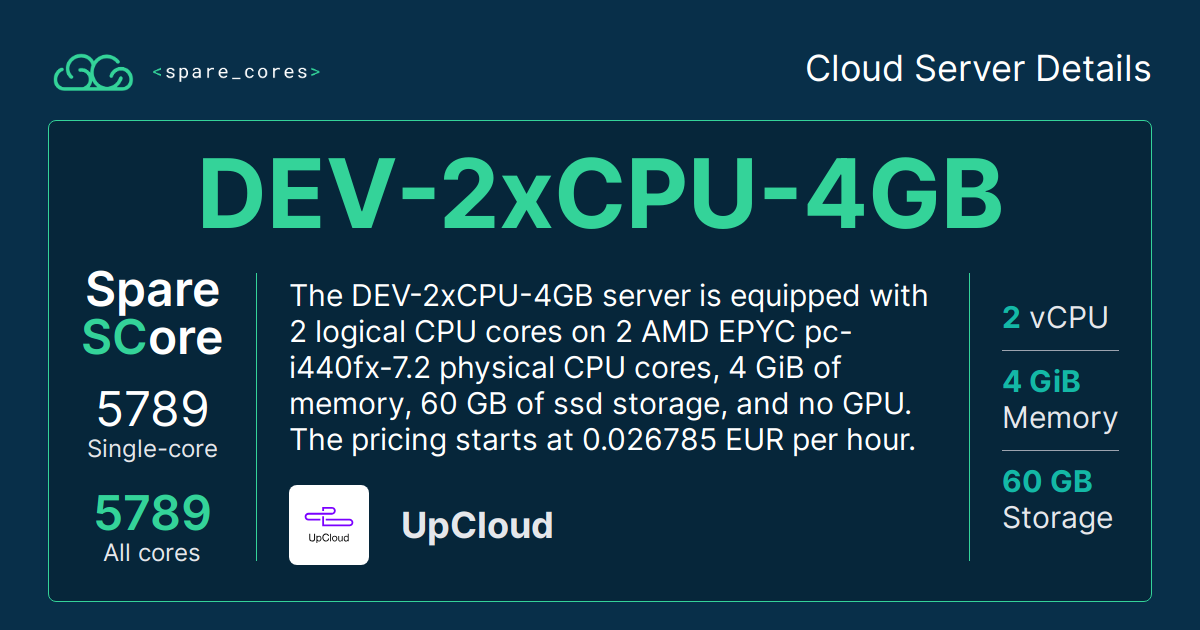 <spare_cores>
Cloud Server Details
DEV-2xCPU-4GB
Spare
SCore
5789
Single-core
5789
All cores
The DEV-2xCPU-4GB server is equipped with
2 logical CPU cores on 2 AMD EPYC pc-
i440fx-7.2 physical CPU cores, 4 GiB of
memory, 60 GB of ssd storage, and no GPU.
The pricing starts at 0.026785 EUR per hour.
UpCloud
UpCloud
2 vCPU
4 GiB
Memory
60 GB
Storage